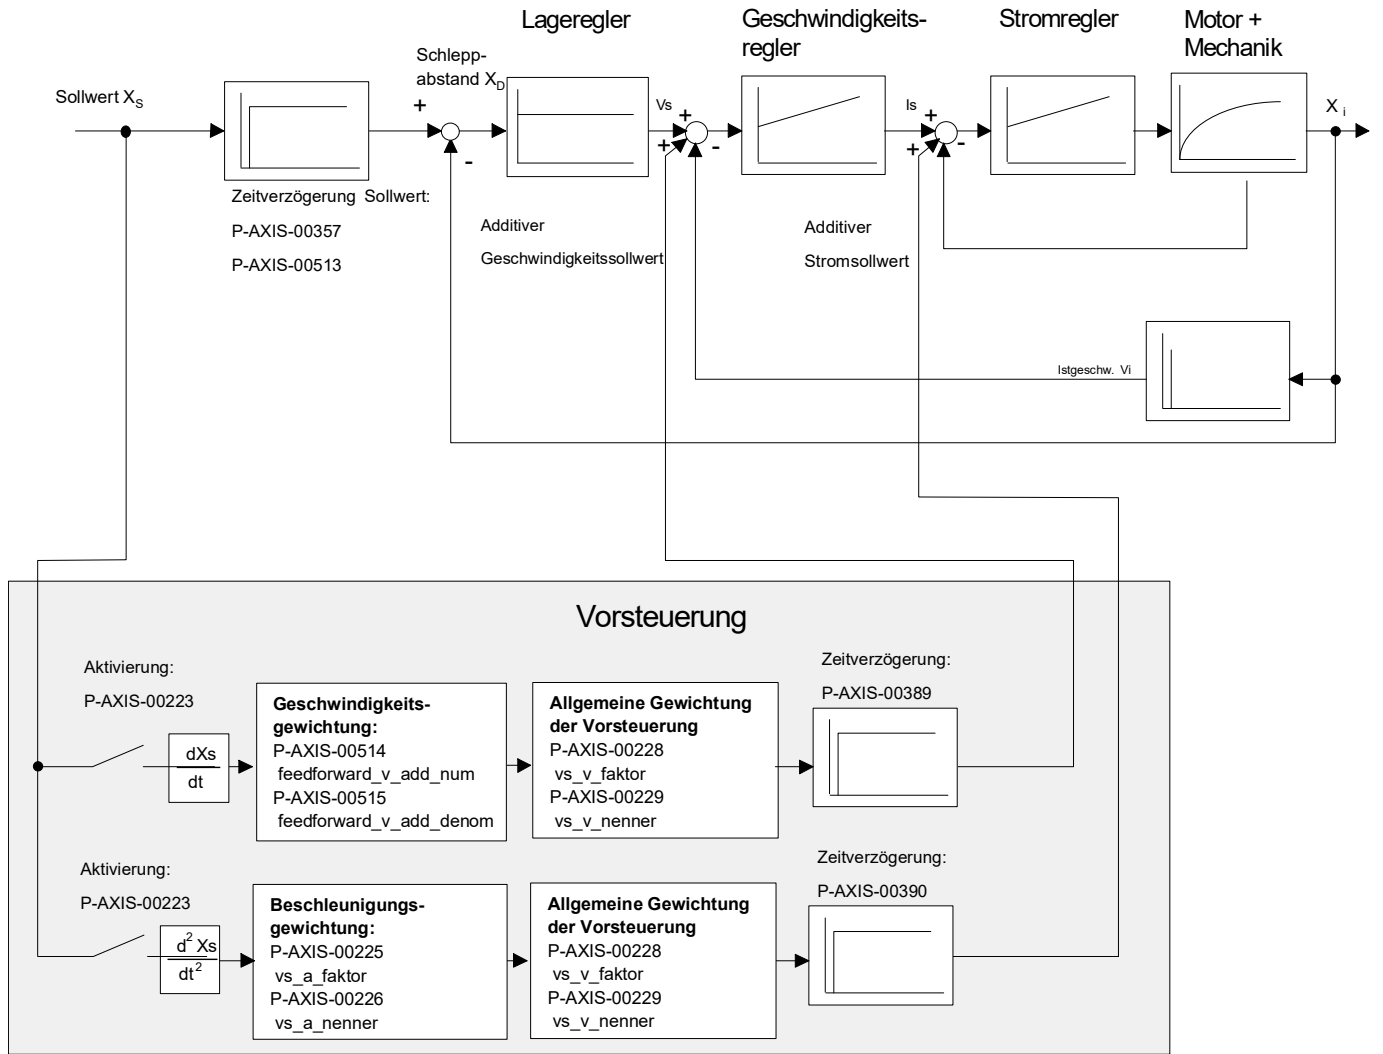 Lageregler
Geschwindigkeits-
regler
Stromregler
Motor +
Mechanik
Schlepp-
abstand X_D
Sollwert X_S
+
-
Vs
+
+
-
Is
+
+
-
X i
Zeitverzögerung Sollwert:
P-AXIS-00357
P-AXIS-00513
Additiver
Geschwindigkeitssollwert
Additiver
Stromsollwert
Istgeschw. Vi
Vorsteuerung
Aktivierung:
P-AXIS-00223
dXs
dt
Geschwindigkeits-
gewichtung:
P-AXIS-00514
feedforward_v_add_num
P-AXIS-00515
feedforward_v_add_denom
Allgemeine Gewichtung
der Vorsteuerung
P-AXIS-00228
vs_v_faktor
P-AXIS-00229
vs_v_nenner
Zeitverzögerung:
P-AXIS-00389
Aktivierung:
P-AXIS-00223
d² Xs
dt²
Beschleunigungs-
gewichtung:
P-AXIS-00225
vs_a_faktor
P-AXIS-00226
vs_a_nenner
Allgemeine Gewichtung
der Vorsteuerung
P-AXIS-00228
vs_v_faktor
P-AXIS-00229
vs_v_nenner
Zeitverzögerung:
P-AXIS-00390